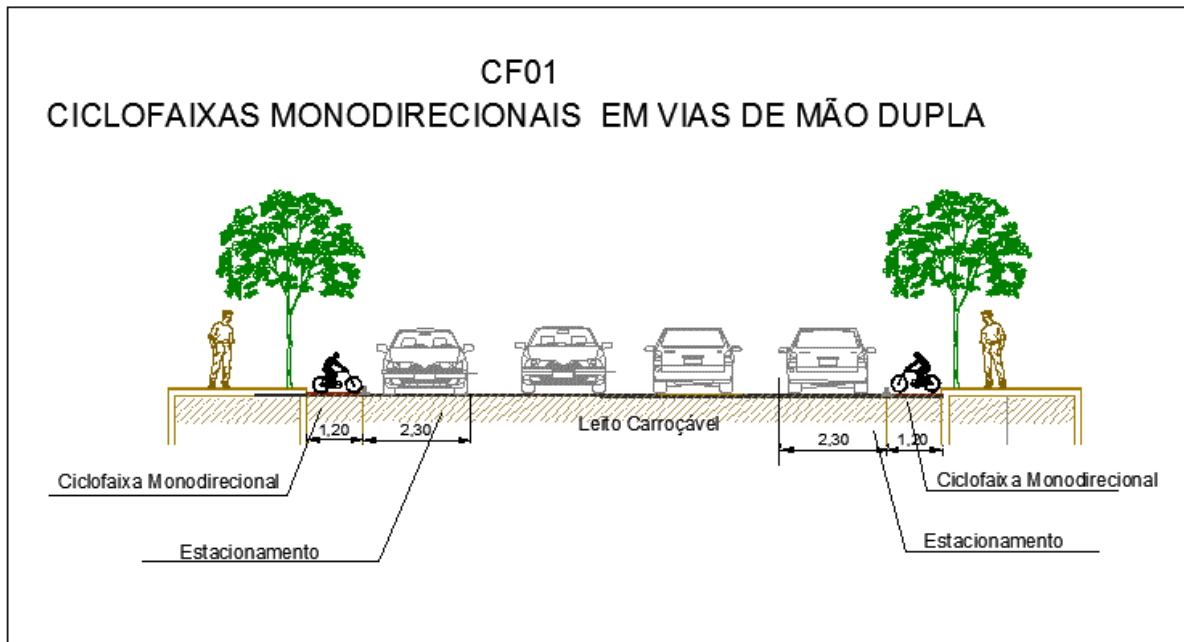 CF01
CICLOFAIXAS MONODIRECIONAIS EM VIAS DE MÃO DUPLA
Leito Carroçável
1,20
2,30
2,30
1,20
Ciclofaixa Monodirecional
Ciclofaixa Monodirecional
Estacionamento
Estacionamento